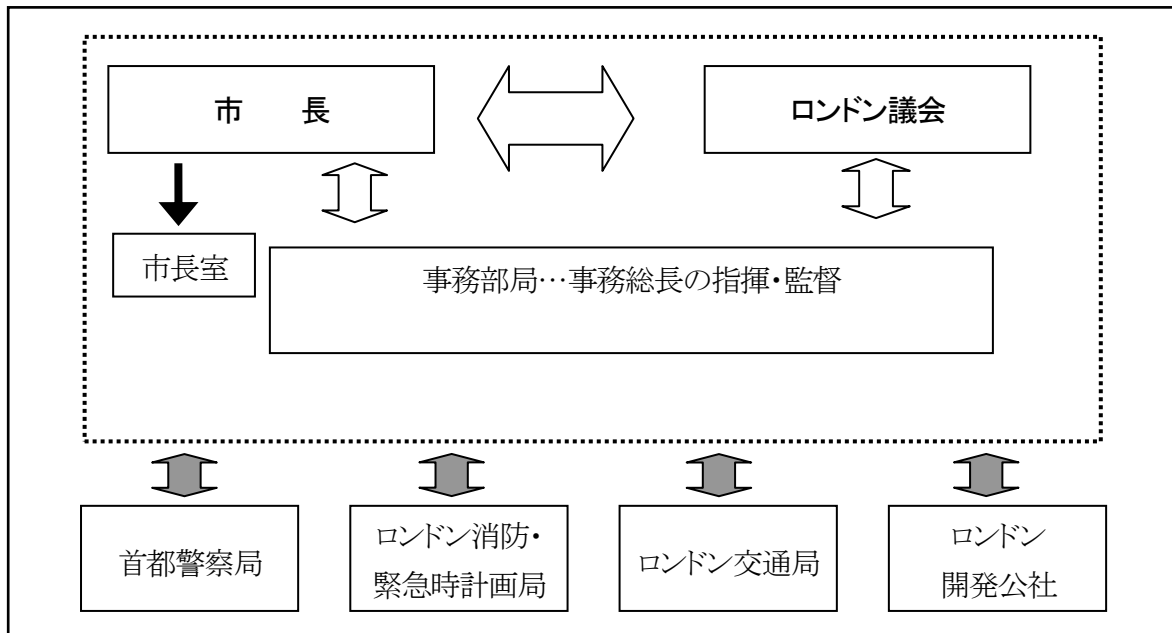 市　　長
ロンドン議会
市長室
事務部局…事務総長の指揮・監督
首都警察局
ロンドン消防・
緊急時計画局
ロンドン交通局
ロンドン
開発公社